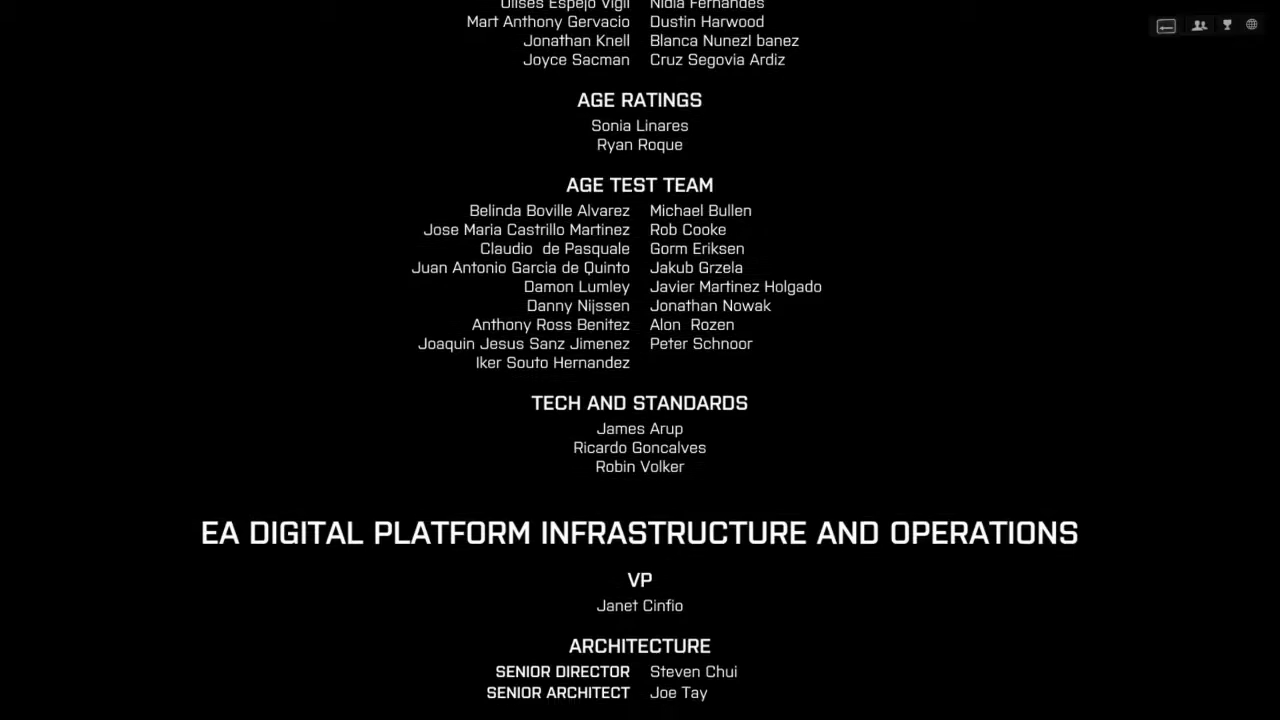 Ulises Espejo Vigil Nidia Fernandes
Mart Anthony Gervacio Dustin Harwood
Jonathan Knell Blanca Nunezl banez
Joyce Sacman Cruz Segovia Ardiz
AGE RATINGS
Sonia Linares
Ryan Roque
AGE TEST TEAM
Belinda Boville Alvarez Michael Bullen
Jose Maria Castrillo Martinez Rob Cooke
Claudio  de Pasquale Gorm Eriksen
Juan Antonio Garcia de Quinto Jakub Grzela
Damon Lumley Javier Martinez Holgado
Danny Nijssen Jonathan Nowak
Anthony Ross Benitez Alon  Rozen
Joaquin Jesus Sanz Jimenez Peter Schnoor
Iker Souto Hernandez
TECH AND STANDARDS
James Arup
Ricardo Goncalves
Robin Volker
EA DIGITAL PLATFORM INFRASTRUCTURE AND OPERATIONS
VP
Janet Cinfio
ARCHITECTURE
SENIOR DIRECTOR Steven Chui
SENIOR ARCHITECT Joe Tay